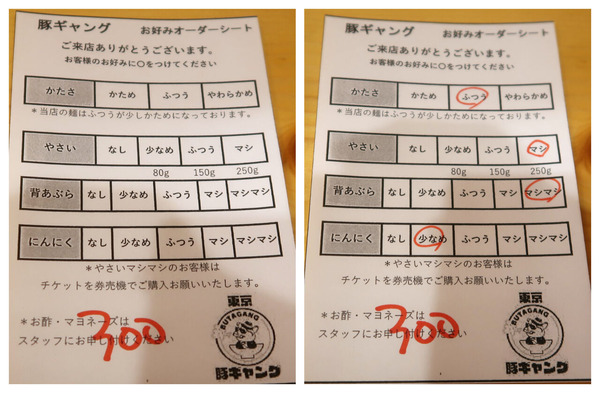 豚ギャング お好みオーダーシート
ご来店ありがとうございます。
お客様のお好みに〇をつけてください
かたさ かため ふつう やわらかめ
＊当店の麺はふつうが少しかためになっております。
やさい なし 少なめ ふつう マシ
80g 150g 250g
背あぶら なし 少なめ ふつう マシ マシマシ
にんにく なし 少なめ ふつう マシ マシマシ
＊やさいマシマシのお客様は
チケットを券売機でご購入お願いいたします。
＊お酢・マヨネーズは
スタッフにお申し付けください
300
東京
BUTAGANG
豚ギャング
豚ギャング お好みオーダーシート
ご来店ありがとうございます。
お客様のお好みに〇をつけてください
かたさ かため ふつう やわらかめ
＊当店の麺はふつうが少しかためになっております。
やさい なし 少なめ ふつう マシ
80g 150g 250g
背あぶら なし 少なめ ふつう マシ マシマシ
にんにく なし 少なめ ふつう マシ マシマシ
＊やさいマシマシのお客様は
チケットを券売機でご購入お願いいたします。
＊お酢・マヨネーズは
スタッフにお申し付けください
300
東京
BUTAGANG
豚ギャング